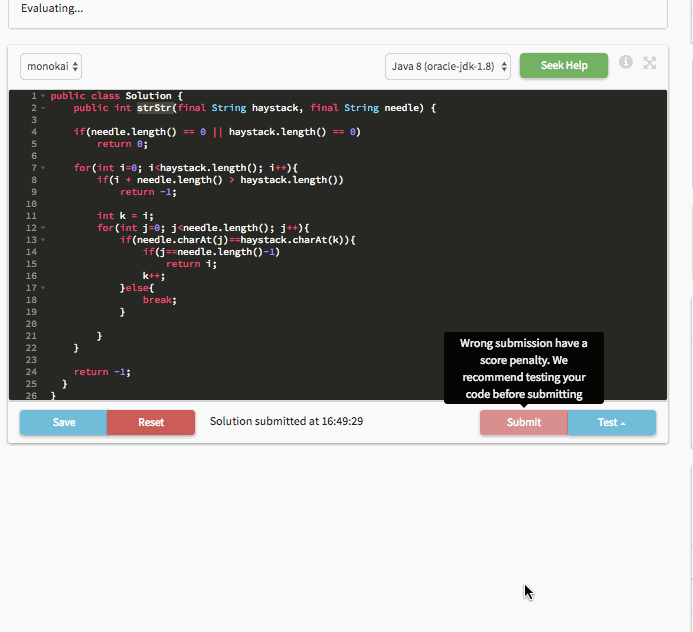 Evaluating...
monokai
Java 8 (oracle-jdk-1.8)
Seek Help
1 public class Solution {
2     public int strStr(final String haystack, final String needle) {
3
4     if(needle.length() == 0 || haystack.length() == 0)
5         return 0;
6
7     for(int i=0; i<haystack.length(); i++){
8         if(i + needle.length() > haystack.length())
9             return -1;
10
11         int k = i;
12         for(int j=0; j<needle.length(); j++){
13             if(needle.charAt(j)==haystack.charAt(k)){
14                 if(j==needle.length()-1)
15                     return i;
16                 k++;
17             }else{
18                 break;
19             }
20
21         }
22     }
23
24     return -1;
25   }
26 }
Wrong submission have a
score penalty. We
recommend testing your
code before submitting
Save
Reset
Solution submitted at 16:49:29
Submit
Test